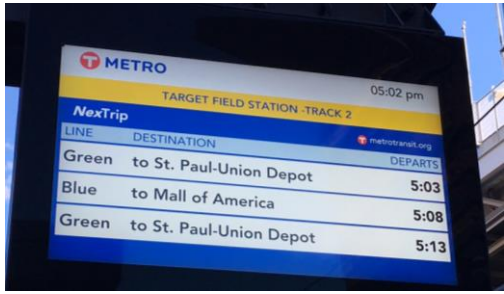 T METRO
05:02 pm
TARGET FIELD STATION -TRACK 2
NexTrip
T metrotransit.org
LINE DESTINATION DEPARTS
Green to St. Paul-Union Depot 5:03
Blue to Mall of America 5:08
Green to St. Paul-Union Depot 5:13